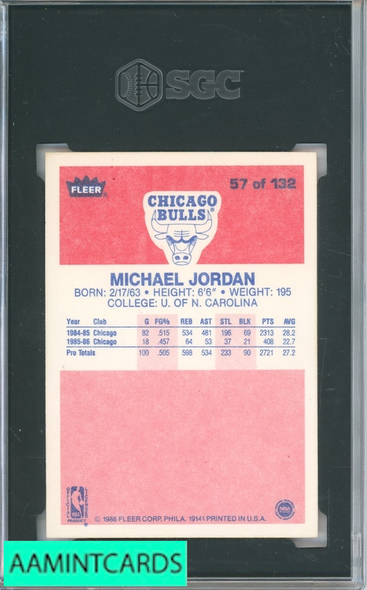 SGC
FLEER
57 of 132
CHICAGO
BULLS
MICHAEL JORDAN
BORN: 2/17/63 • HEIGHT: 6'6" • WEIGHT: 195
COLLEGE: U. OF N. CAROLINA
Year Club G FG% REB AST STL BLK PTS AVG
1984-85 Chicago 82 .515 534 481 196 69 2313 28.2
1985-86 Chicago 18 .457 64 53 37 21 408 22.7
Pro Totals 100 .505 598 534 233 90 2721 27.2
© 1986 FLEER CORP. PHILA. 19141 PRINTED IN U.S.A.
AAMINTCARDS